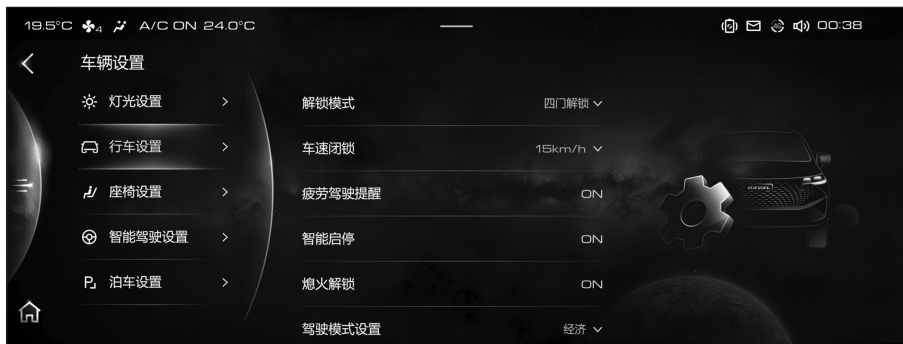 19.5°C 4 A/C ON 24.0°C 00:38
车辆设置
灯光设置
行车设置
座椅设置
智能驾驶设置
泊车设置
解锁模式 四门解锁
车速闭锁 15km/h
疲劳驾驶提醒 ON
智能启停 ON
熄火解锁 ON
驾驶模式设置 经济
HAVAL